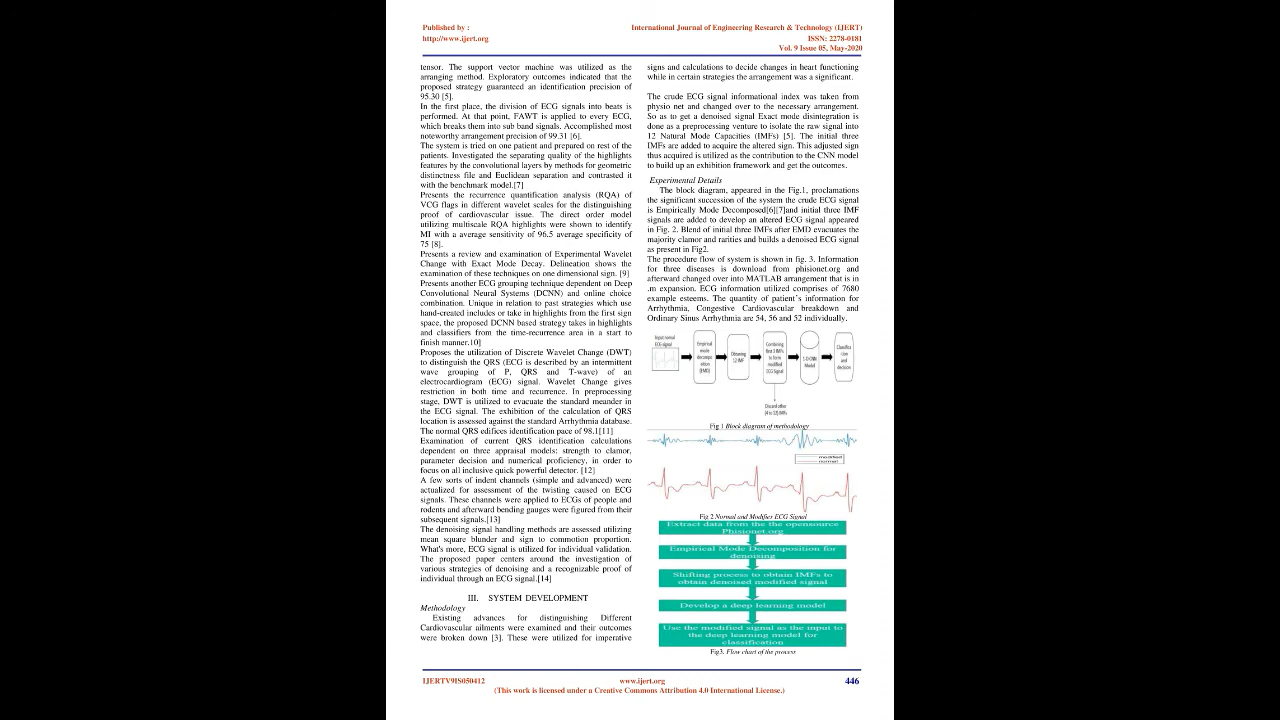 Published by :
http://www.ijert.org
International Journal of Engineering Research & Technology (IJERT)
ISSN: 2278-0181
Vol. 9 Issue 05, May-2020
tensor. The support vector machine was utilized as the
arranging method. Exploratory outcomes indicated that the
proposed strategy guaranteed an identification precision of
95.30 [5].
In the first place, the division of ECG signals into beats is
performed. At that point, FAWT is applied to every ECG,
which breaks them into sub band signals. Accomplished most
noteworthy arrangement precision of 99.31 [6].
The system is tried on one patient and prepared on rest of the
patients. Investigated the separating quality of the highlights
features by the convolutional layers by methods for geometric
distinctness file and Euclidean separation and contrasted it
with the benchmark model.[7]
Presents the recurrence quantification analysis (RQA) of
VCG flags in different wavelet scales for the distinguishing
proof of cardiovascular issue. The direct order model
utilizing multiscale RQA highlights were shown to identify
MI with a average sensitivity of 96.5 average specificity of
75 [8].
Presents a review and examination of Experimental Wavelet
Change with Exact Mode Decay. Delineation shows the
examination of these techniques on one dimensional sign. [9]
Presents another ECG grouping technique dependent on Deep
Convolutional Neural Systems (DCNN) and online choice
combination. Unique in relation to past strategies which use
hand-created includes or take in highlights from the first sign
space, the proposed DCNN based strategy takes in highlights
and classifiers from the time-recurrence area in a start to
finish manner.10]
Proposes the utilization of Discrete Wavelet Change (DWT)
to distinguish the QRS (ECG is described by an intermittent
wave grouping of P, QRS and T-wave) of an
electrocardiogram (ECG) signal. Wavelet Change gives
restriction in both time and recurrence. In preprocessing
stage, DWT is utilized to evacuate the standard meander in
the ECG signal. The exhibition of the calculation of QRS
location is assessed against the standard Arrhythmia database.
The normal QRS edifices identification pace of 98.1[11]
Examination of current QRS identification calculations
dependent on three appraisal models: strength to clamor,
parameter decision and numerical proficiency, in order to
focus on all inclusive quick powerful detector. [12]
A few sorts of indent channels (simple and advanced) were
actualized for assessment of the twisting caused on ECG
signals. These channels were applied to ECGs of people and
rodents and afterward bending gauges were figured from their
subsequent signals.[13]
The denoising signal handling methods are assessed utilizing
mean square blunder and sign to commotion proportion.
What's more, ECG signal is utilized for individual validation.
The proposed paper centers around the investigation of
various strategies of denoising and a recognizable proof of
individual through an ECG signal.[14]
III. SYSTEM DEVELOPMENT
Methodology
Existing advances for distinguishing Different
Cardiovascular ailments were examined and their outcomes
were broken down [3]. These were utilized for imperative
signs and calculations to decide changes in heart functioning
while in certain strategies the arrangement was a significant.
The crude ECG signal informational index was taken from
physio net and changed over to the necessary arrangement.
So as to get a denoised signal Exact mode disintegration is
done as a preprocessing venture to isolate the raw signal into
12 Natural Mode Capacities (IMFs) [5]. The initial three
IMFs are added to acquire the altered sign. This adjusted sign
thus acquired is utilized as the contribution to the CNN model
to build up an exhibition framework and get the outcomes.
Experimental Details
The block diagram, appeared in the Fig.1, proclamations
the significant succession of the system the crude ECG signal
is Empirically Mode Decomposed[6][7]and initial three IMF
signals are added to develop an altered ECG signal appeared
in Fig. 2. Blend of initial three IMFs after EMD evacuates the
majority clamor and rarities and builds a denoised ECG signal
as present in Fig2.
The procedure flow of system is shown in fig. 3. Information
for three diseases is download from phisionet.org and
afterward changed over into MATLAB arrangement that is in
.m expansion. ECG information utilized comprises of 7680
example esteems. The quantity of patient's information for
Arrhythmia, Congestive Cardiovascular breakdown and
Ordinary Sinus Arrhythmia are 54, 56 and 52 individually.
Input normal
ECG signal
Empirical
mode
decompo
sition
(EMD)
Obtaining
12 IMF
Combining
first 3 IMFs
to form
modified
ECG Signal
1-D-CNN
Model
Classifica
tion
and
decision
Discard other
(4 to 12) IMFs
Fig 1 Block diagram of methodology
modified
normal
Fig 2 Normal and Modifies ECG Signal
Extract data from the the opensource
Phisionet.org
Empirical Mode Decomposition for
denoising
Shifting process to obtain IMFs to
obtain denoised modified signal
Develop a deep learning model
Use the modified signal as the input to
the deep learning model for
classification
Fig3. Flow chart of the process
IJERTV9IS050412
www.ijert.org
446
(This work is licensed under a Creative Commons Attribution 4.0 International License.)